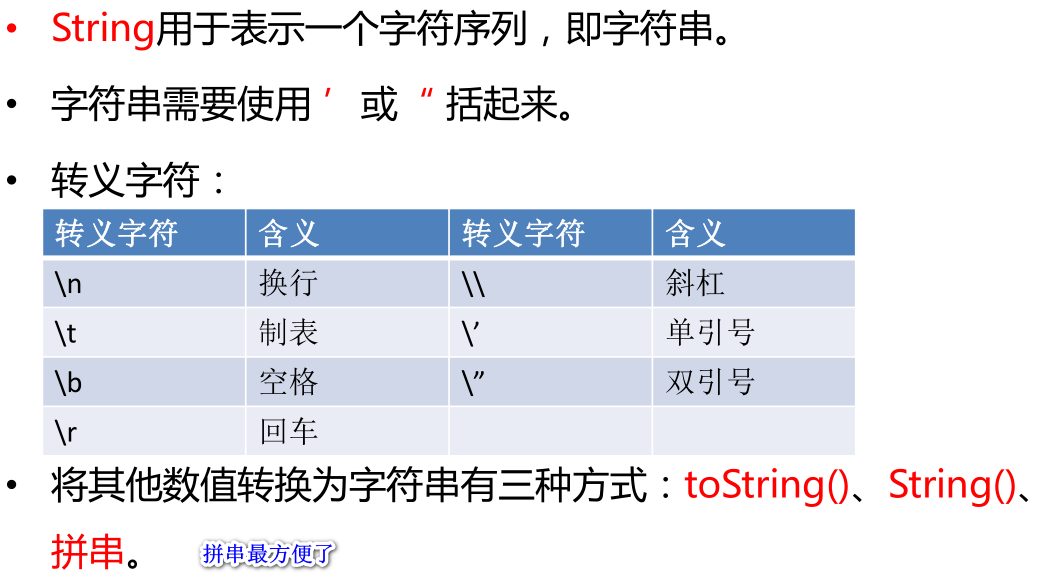 • String用于表示一个字符序列，即字符串。
• 字符串需要使用 ’ 或 “ 括起来。
• 转义字符：
转义字符 含义 转义字符 含义
\n 换行 \\ 斜杠
\t 制表 \’ 单引号
\b 空格 \” 双引号
\r 回车
• 将其他数值转换为字符串有三种方式：toString()、String()、
拼串。 拼串最方便了